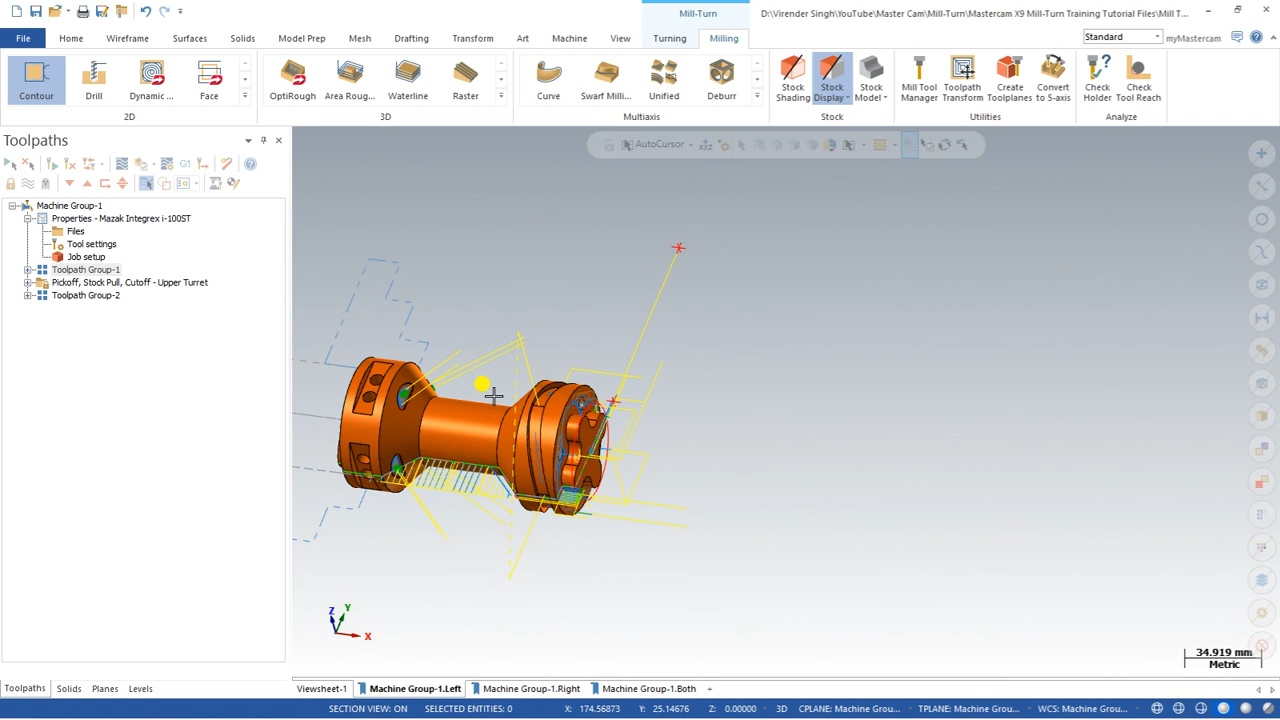 Mill-Turn
D:\Virender Singh\YouTube\Master Cam\Mill-Turn\Mastercam X9 Mill-Turn Training Tutorial Files\Mill T...
File Home Wireframe Surfaces Solids Model Prep Mesh Drafting Transform Art Machine View Turning Milling
Standard myMastercam
Contour Drill Dynamic ... Face
OptiRough Area Roug... Waterline Raster
Curve Swarf Milli... Unified Deburr
Stock Shading Stock Display Stock Model
Mill Tool Manager Toolpath Transform Create Toolplanes Convert to 5-axis
Check Holder Check Tool Reach
2D 3D Multiaxis Stock Utilities Analyze
Toolpaths
AutoCursor
XYZ
G1
Machine Group-1
Properties - Mazak Integrex i-100ST
Files
Tool settings
Job setup
Toolpath Group-1
Pickoff, Stock Pull, Cutoff - Upper Turret
Toolpath Group-2
Z Y X
34.919 mm
Metric
Toolpaths Solids Planes Levels
Viewsheet-1 Machine Group-1.Left Machine Group-1.Right Machine Group-1.Both +
SECTION VIEW: ON SELECTED ENTITIES: 0 X: 174.56873 Y: 25.14676 Z: 0.00000 3D CPLANE: Machine Grou... TPLANE: Machine Grou... WCS: Machine Grou...